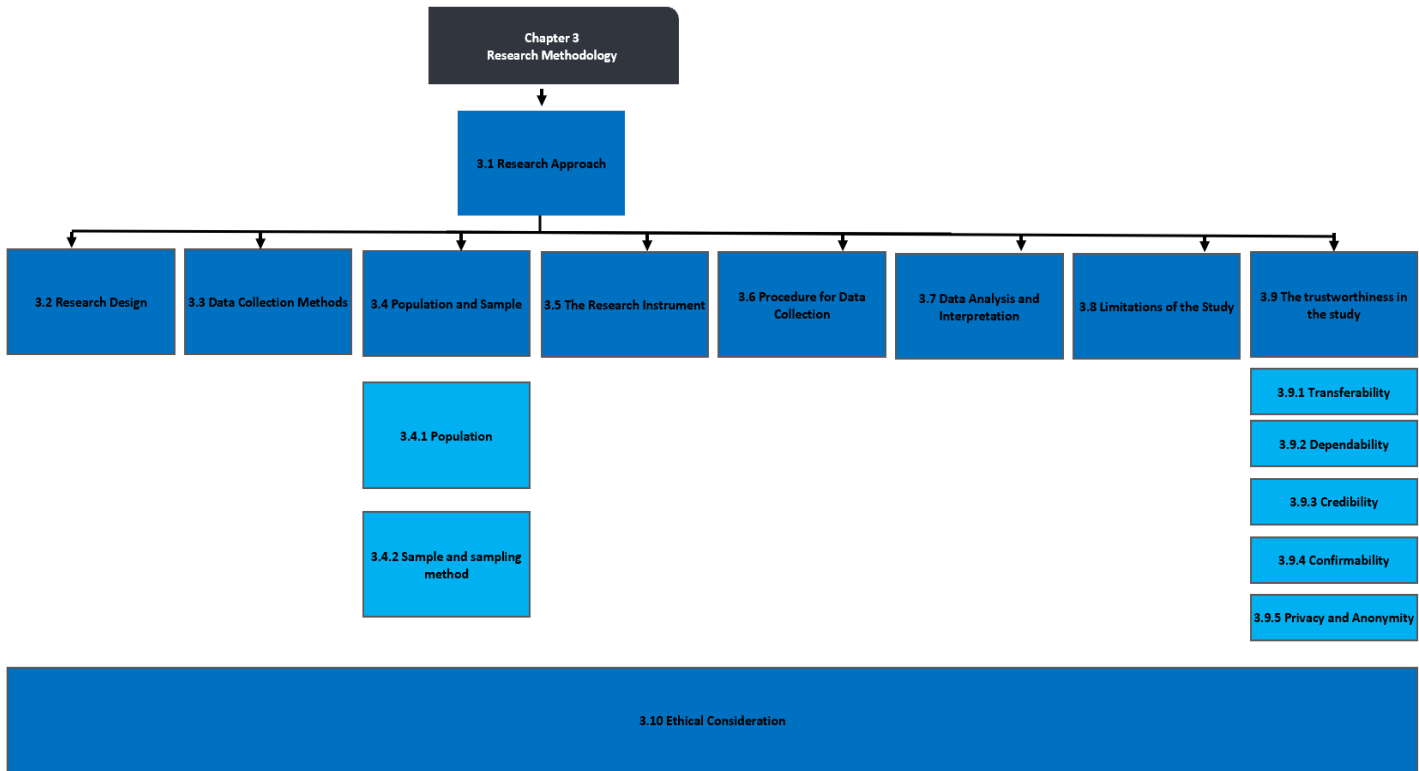 Chapter 3
Research Methodology
3.1 Research Approach
3.2 Research Design
3.3 Data Collection Methods
3.4 Population and Sample
3.5 The Research Instrument
3.6 Procedure for Data
Collection
3.7 Data Analysis and
Interpretation
3.8 Limitations of the Study
3.9 The trustworthiness in
the study
3.4.1 Population
3.4.2 Sample and sampling
method
3.9.1 Transferability
3.9.2 Dependability
3.9.3 Credibility
3.9.4 Confirmability
3.9.5 Privacy and Anonymity
3.10 Ethical Consideration